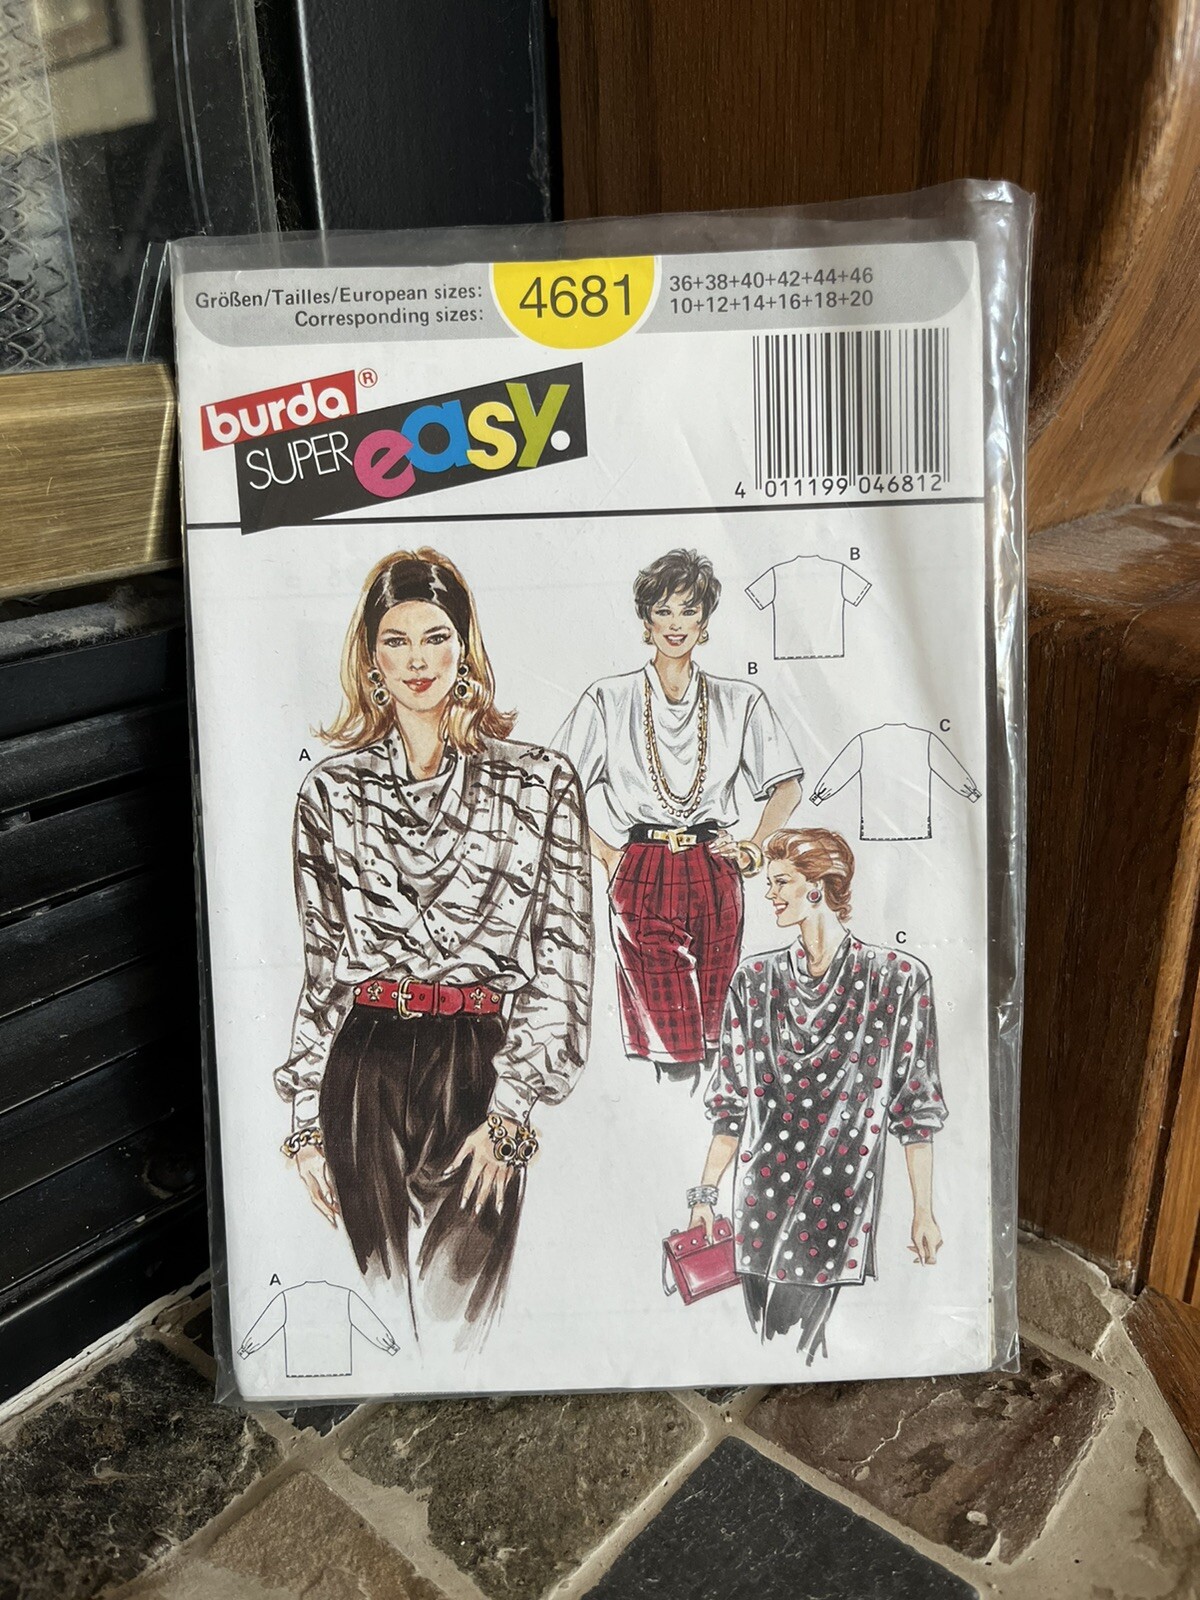 Größen/Tailles/European sizes:
Corresponding sizes:
4681
36+38+40+42+44+46
10+12+14+16+18+20
burda®
SUPER easy.
4 011199 046812
B
B
A
C
C
A